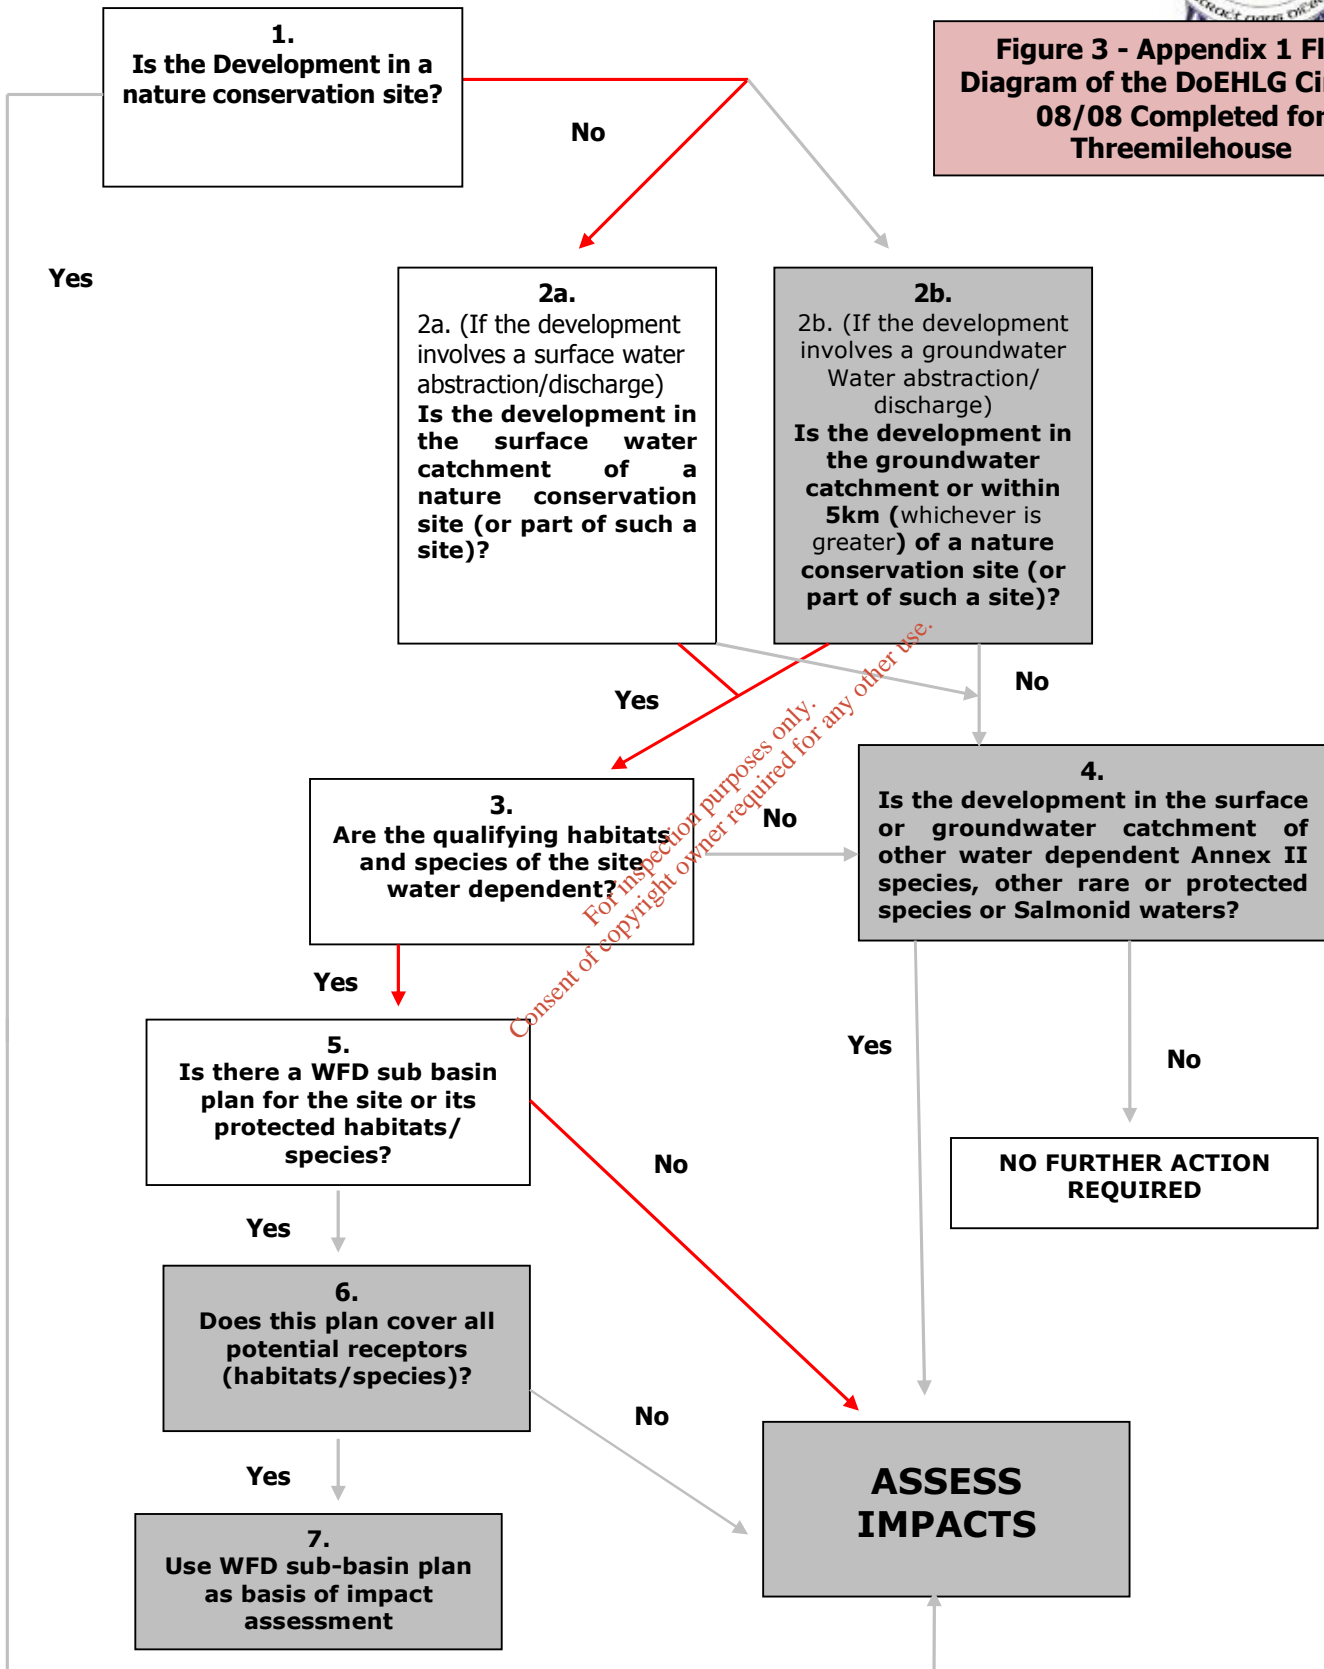 1.
Is the Development in a
nature conservation site?
No
Yes
Figure 3 - Appendix 1
Diagram of the DoEHLG
08/08 Completed for
Threemilehouse
2a.
2a. (If the development
involves a surface water
abstraction/discharge)
Is the development in
the surface water
catchment of a
nature conservation
site (or part of such a
site)?
2b.
2b. (If the development
involves a groundwater
Water abstraction/
discharge)
Is the development in
the groundwater
catchment or within
5km (whichever is
greater) of a nature
conservation site (or
part of such a site)?
Yes
No
3.
Are the qualifying habitats
and species of the site
water dependent?
No
4.
Is the development in the surface
or groundwater catchment of
other water dependent Annex II
species, other rare or protected
species or Salmonid waters?
For inspection purposes only.
Consent of copyright owner required for any other use.
Yes
5.
Is there a WFD sub basin
plan for the site or its
protected habitats/
species?
Yes
No
No
NO FURTHER ACTION
REQUIRED
Yes
6.
Does this plan cover all
potential receptors
(habitats/species)?
No
ASSESS
IMPACTS
Yes
7.
Use WFD sub-basin plan
as basis of impact
assessment